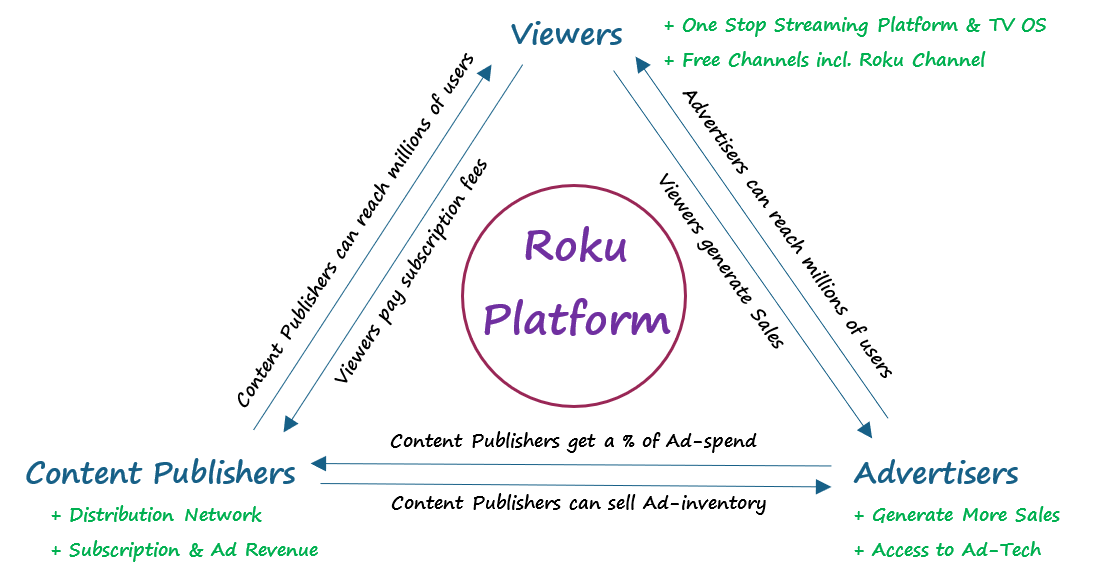 Viewers
+ One Stop Streaming Platform & TV OS
+ Free Channels incl. Roku Channel
Content Publishers can reach millions of users
Viewers pay subscription fees
Viewers generate Sales
Advertisers can reach millions of users
Roku
Platform
Content Publishers get a % of Ad-spend
Content Publishers can sell Ad-inventory
Content Publishers
+ Distribution Network
+ Subscription & Ad Revenue
Advertisers
+ Generate More Sales
+ Access to Ad-Tech